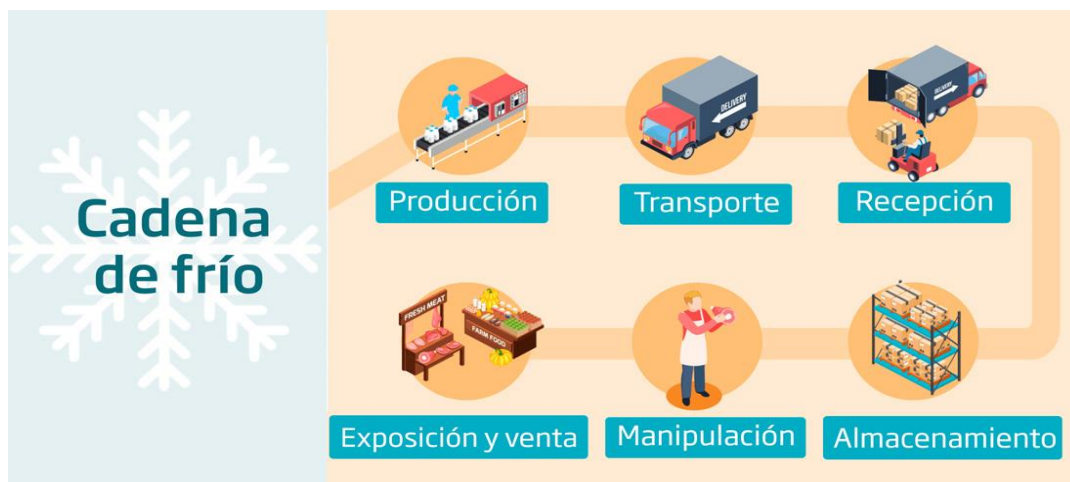 Cadena
de frío
Producción
DELIVERY
Transporte
DELIVERY
Recepción
FRESH MEAT
FARM FOOD
Exposición y venta
Manipulación
Almacenamiento